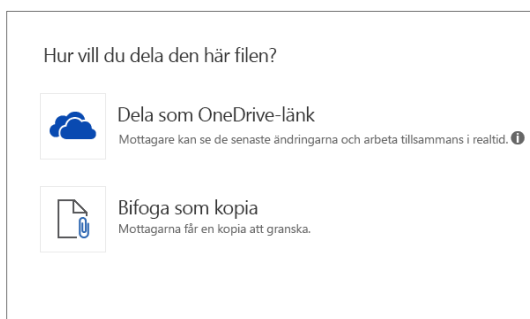 Hur vill du dela den här filen?
Dela som OneDrive-länk
Mottagare kan se de senaste ändringarna och arbeta tillsammans i realtid.
Bifoga som kopia
Mottagarna får en kopia att granska.